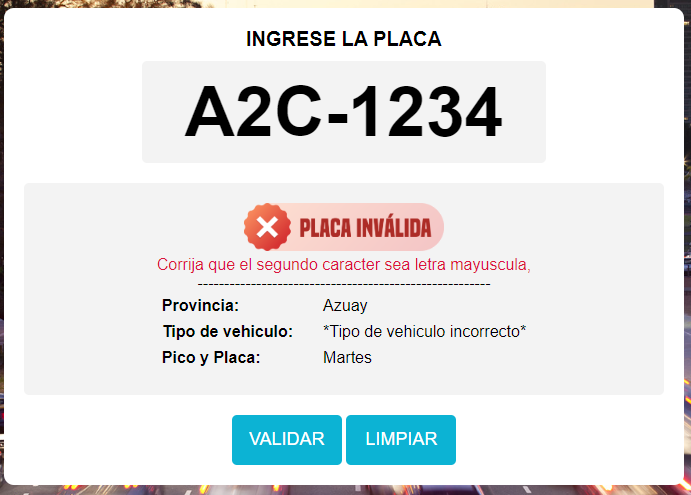 INGRESE LA PLACA
A2C-1234
PLACA INVÁLIDA
Corrija que el segundo caracter sea letra mayuscula,
-------------------------------------------------------
Provincia: Azuay
Tipo de vehiculo: *Tipo de vehiculo incorrecto*
Pico y Placa: Martes
VALIDAR LIMPIAR